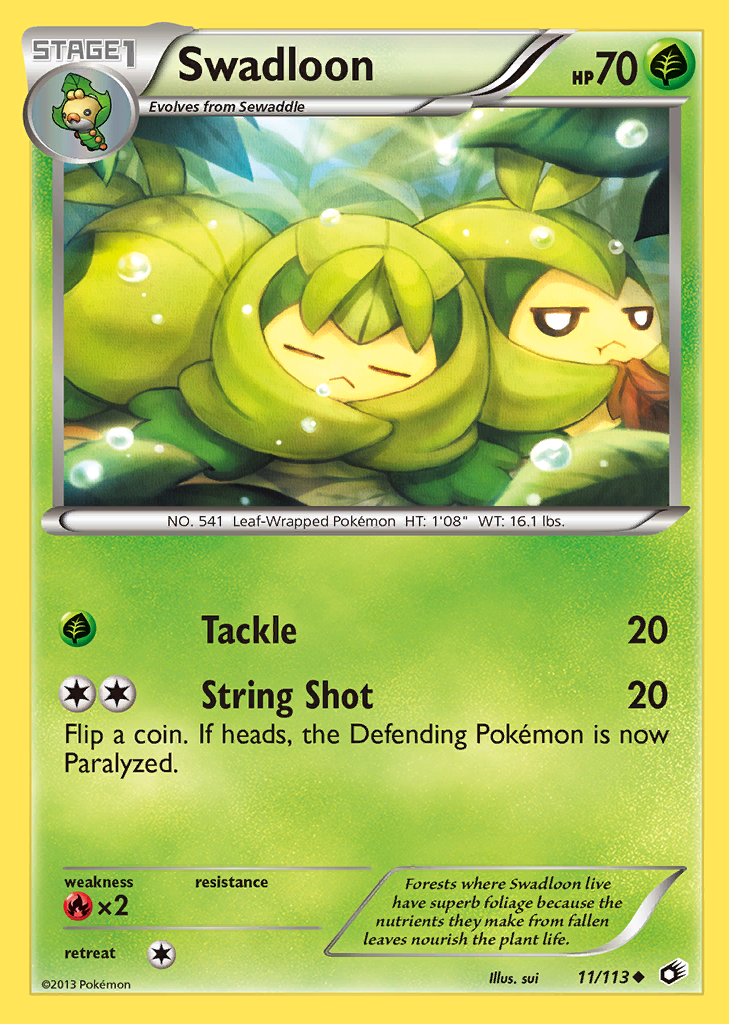 STAGE1
Swadloon
HP70
Evolves from Sewaddle
NO. 541 Leaf-Wrapped Pokémon HT: 1'08" WT: 16.1 lbs.
Tackle 20
String Shot 20
Flip a coin. If heads, the Defending Pokémon is now
Paralyzed.
weakness resistance
×2
retreat
Forests where Swadloon live
have superb foliage because the
nutrients they make from fallen
leaves nourish the plant life.
©2013 Pokémon
Illus. sui 11/113